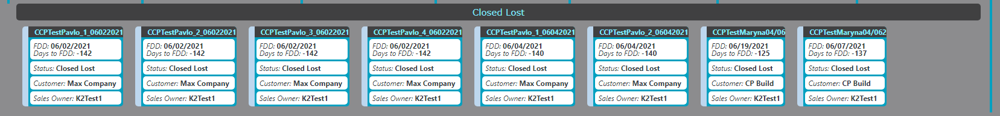 Closed Lost
CCPTestPavlo_1_06022021
FDD: 06/02/2021
Days to FDD: -142
Status: Closed Lost
Customer: Max Company
Sales Owner: K2Test1
CCPTestPavlo_2_06022021
FDD: 06/02/2021
Days to FDD: -142
Status: Closed Lost
Customer: Max Company
Sales Owner: K2Test1
CCPTestPavlo_3_06022021
FDD: 06/02/2021
Days to FDD: -142
Status: Closed Lost
Customer: Max Company
Sales Owner: K2Test1
CCPTestPavlo_4_06022021
FDD: 06/02/2021
Days to FDD: -142
Status: Closed Lost
Customer: Max Company
Sales Owner: K2Test1
CCPTestPavlo_1_06042021
FDD: 06/04/2021
Days to FDD: -140
Status: Closed Lost
Customer: Max Company
Sales Owner: K2Test1
CCPTestPavlo_2_06042021
FDD: 06/04/2021
Days to FDD: -140
Status: Closed Lost
Customer: Max Company
Sales Owner: K2Test1
CCPTestMaryna04/06
FDD: 06/19/2021
Days to FDD: -125
Status: Closed Lost
Customer: CP Build
Sales Owner: K2Test1
CCPTestMaryna04/062
FDD: 06/07/2021
Days to FDD: -137
Status: Closed Lost
Customer: CP Build
Sales Owner: K2Test1